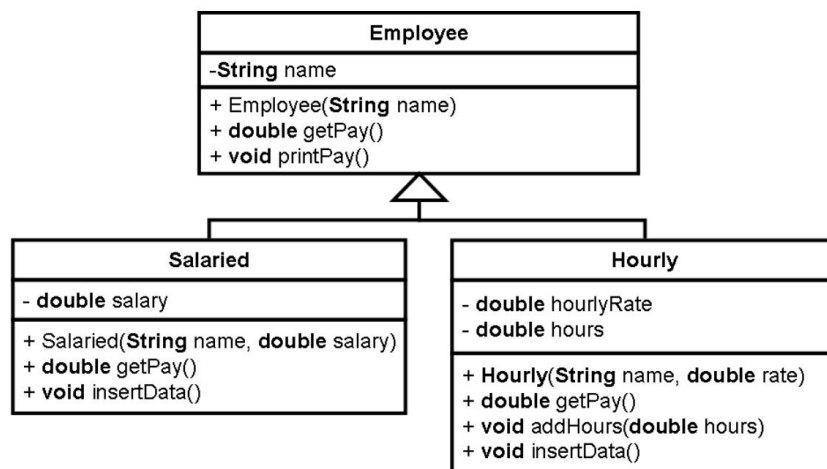 Employee
-String name
+ Employee(String name)
+ double getPay()
+ void printPay()
Salaried
- double salary
+ Salaried(String name, double salary)
+ double getPay()
+ void insertData()
Hourly
- double hourlyRate
- double hours
+ Hourly(String name, double rate)
+ double getPay()
+ void addHours(double hours)
+ void insertData()